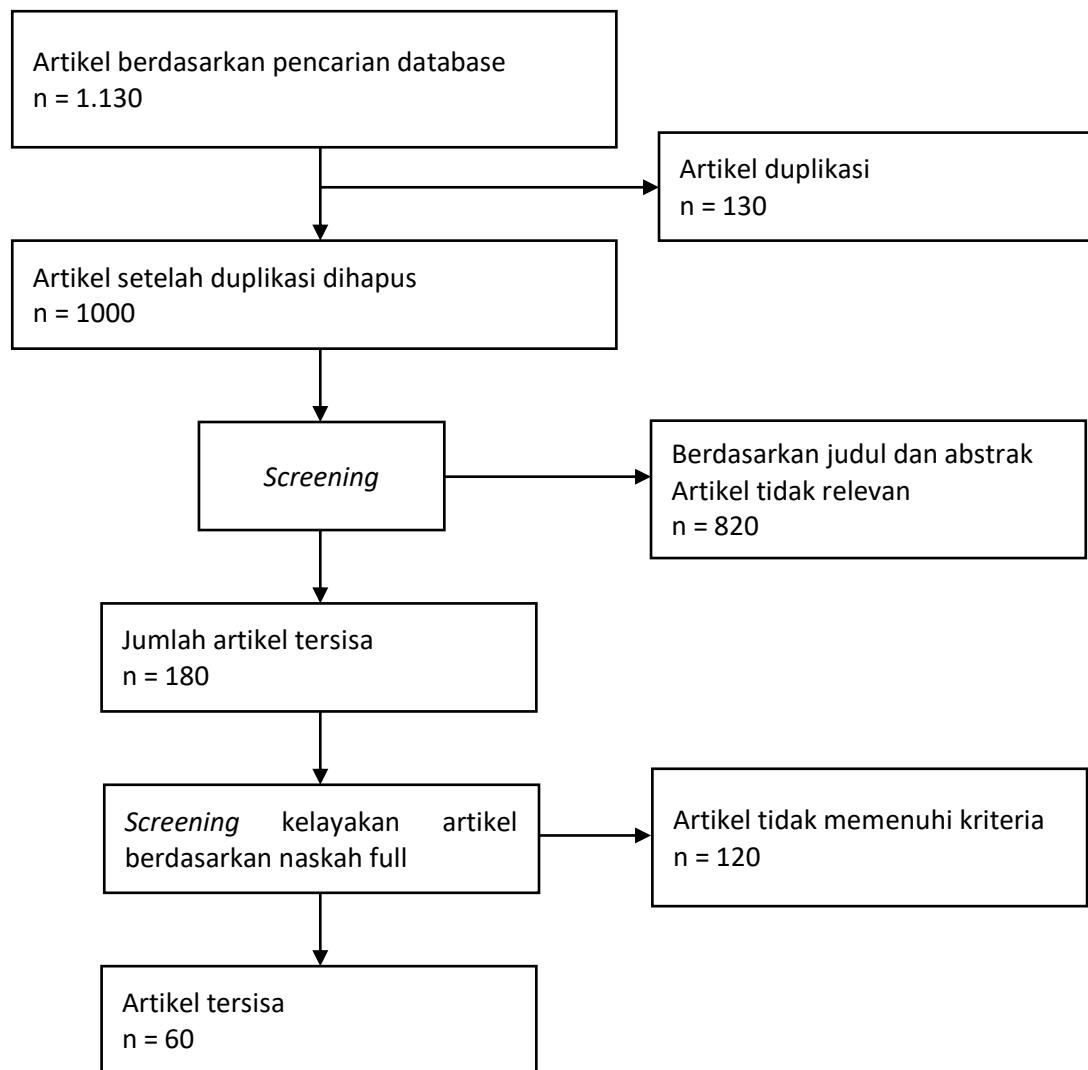 Artikel berdasarkan pencarian database
n = 1.130
Artikel duplikasi
n = 130
Artikel setelah duplikasi dihapus
n = 1000
Screening
Berdasarkan judul dan abstrak
Artikel tidak relevan
n = 820
Jumlah artikel tersisa
n = 180
Screening kelayakan artikel
berdasarkan naskah full
Artikel tidak memenuhi kriteria
n = 120
Artikel tersisa
n = 60